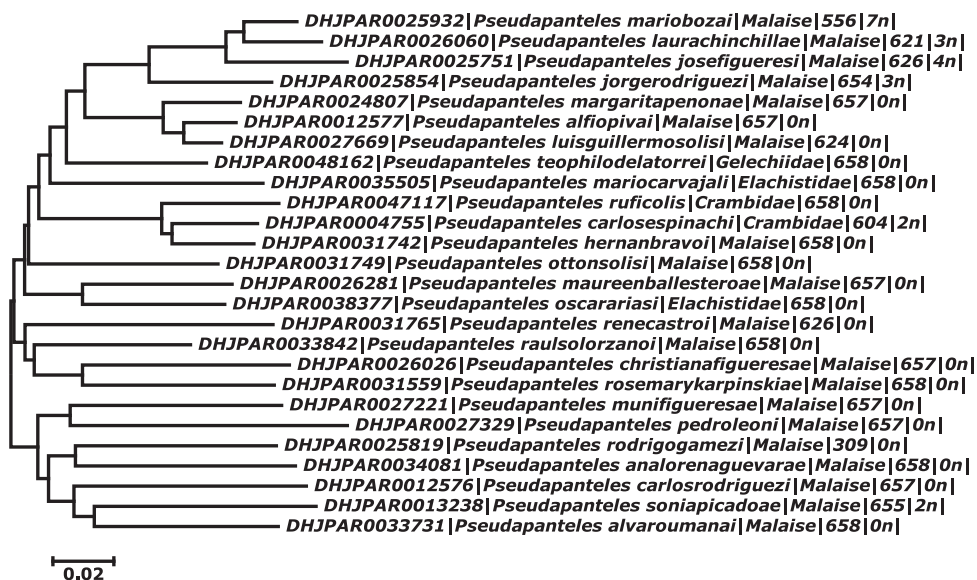 DHJPAR0025932|Pseudapanteles mariobozai|Malaise|556|7n|
DHJPAR0026060|Pseudapanteles laurachinchillae|Malaise|621|3n|
DHJPAR0025751|Pseudapanteles josefigueresi|Malaise|626|4n|
DHJPAR0025854|Pseudapanteles jorgerodriguezi|Malaise|654|3n|
DHJPAR0024807|Pseudapanteles margaritapenonae|Malaise|657|0n|
DHJPAR0012577|Pseudapanteles alfiopivai|Malaise|657|0n|
DHJPAR0027669|Pseudapanteles luisguillermosolisi|Malaise|624|0n|
DHJPAR0048162|Pseudapanteles teophilodelatorrei|Gelechiidae|658|0n|
DHJPAR0035505|Pseudapanteles mariocarvajali|Elachistidae|658|0n|
DHJPAR0047117|Pseudapanteles ruficolis|Crambidae|658|0n|
DHJPAR0004755|Pseudapanteles carlosespinachi|Crambidae|604|2n|
DHJPAR0031742|Pseudapanteles hernanbravoi|Malaise|658|0n|
DHJPAR0031749|Pseudapanteles ottonsolisi|Malaise|658|0n|
DHJPAR0026281|Pseudapanteles maureenballesteroae|Malaise|657|0n|
DHJPAR0038377|Pseudapanteles oscarariasi|Elachistidae|658|0n|
DHJPAR0031765|Pseudapanteles renecastroi|Malaise|626|0n|
DHJPAR0033842|Pseudapanteles raulsolorzanoi|Malaise|658|0n|
DHJPAR0026026|Pseudapanteles christianafigueresae|Malaise|657|0n|
DHJPAR0031559|Pseudapanteles rosemarykarpinskiae|Malaise|658|0n|
DHJPAR0027221|Pseudapanteles munifigueresae|Malaise|657|0n|
DHJPAR0027329|Pseudapanteles pedroleoni|Malaise|657|0n|
DHJPAR0025819|Pseudapanteles rodrigogamezi|Malaise|309|0n|
DHJPAR0034081|Pseudapanteles analorenaguevarae|Malaise|658|0n|
DHJPAR0012576|Pseudapanteles carlosrodriguezi|Malaise|657|0n|
DHJPAR0013238|Pseudapanteles soniapicadoae|Malaise|655|2n|
DHJPAR0033731|Pseudapanteles alvaroumanai|Malaise|658|0n|
0.02